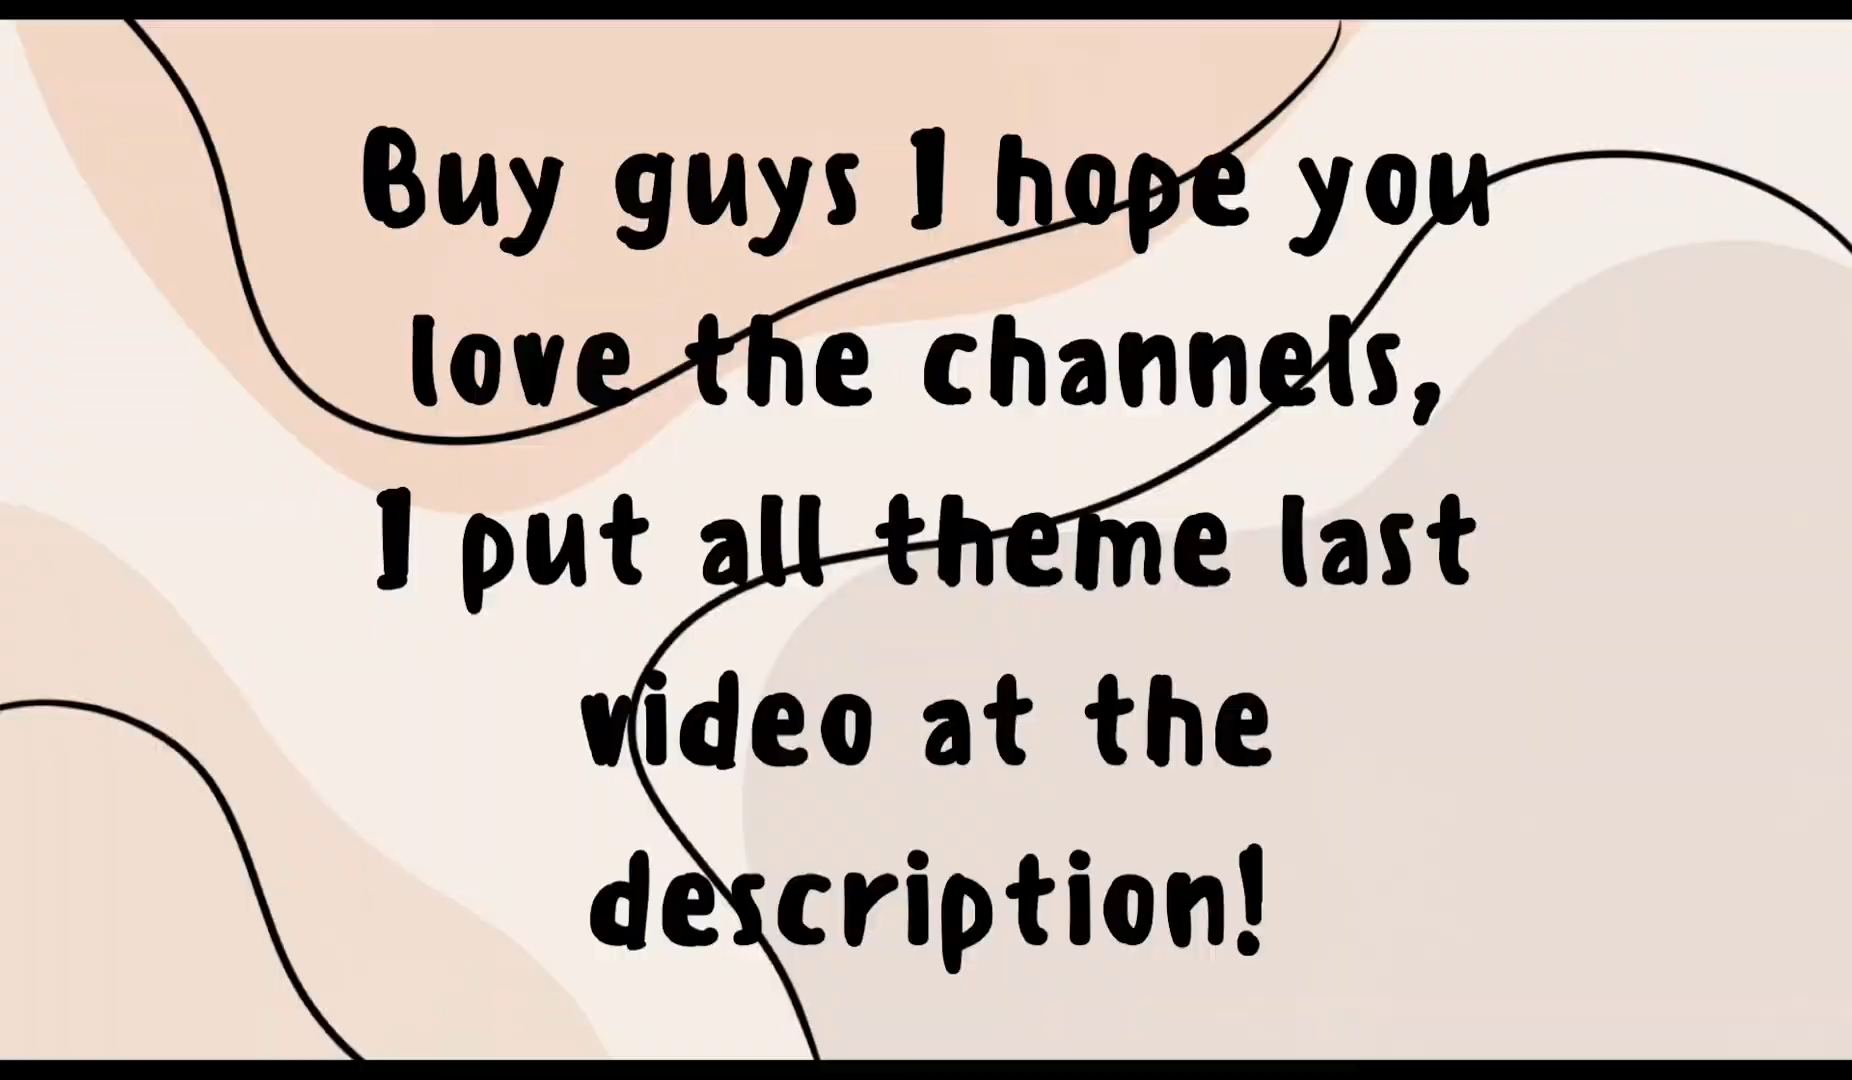 Buy guys I hope you
love the channels,
I put all theme last
video at the
description!